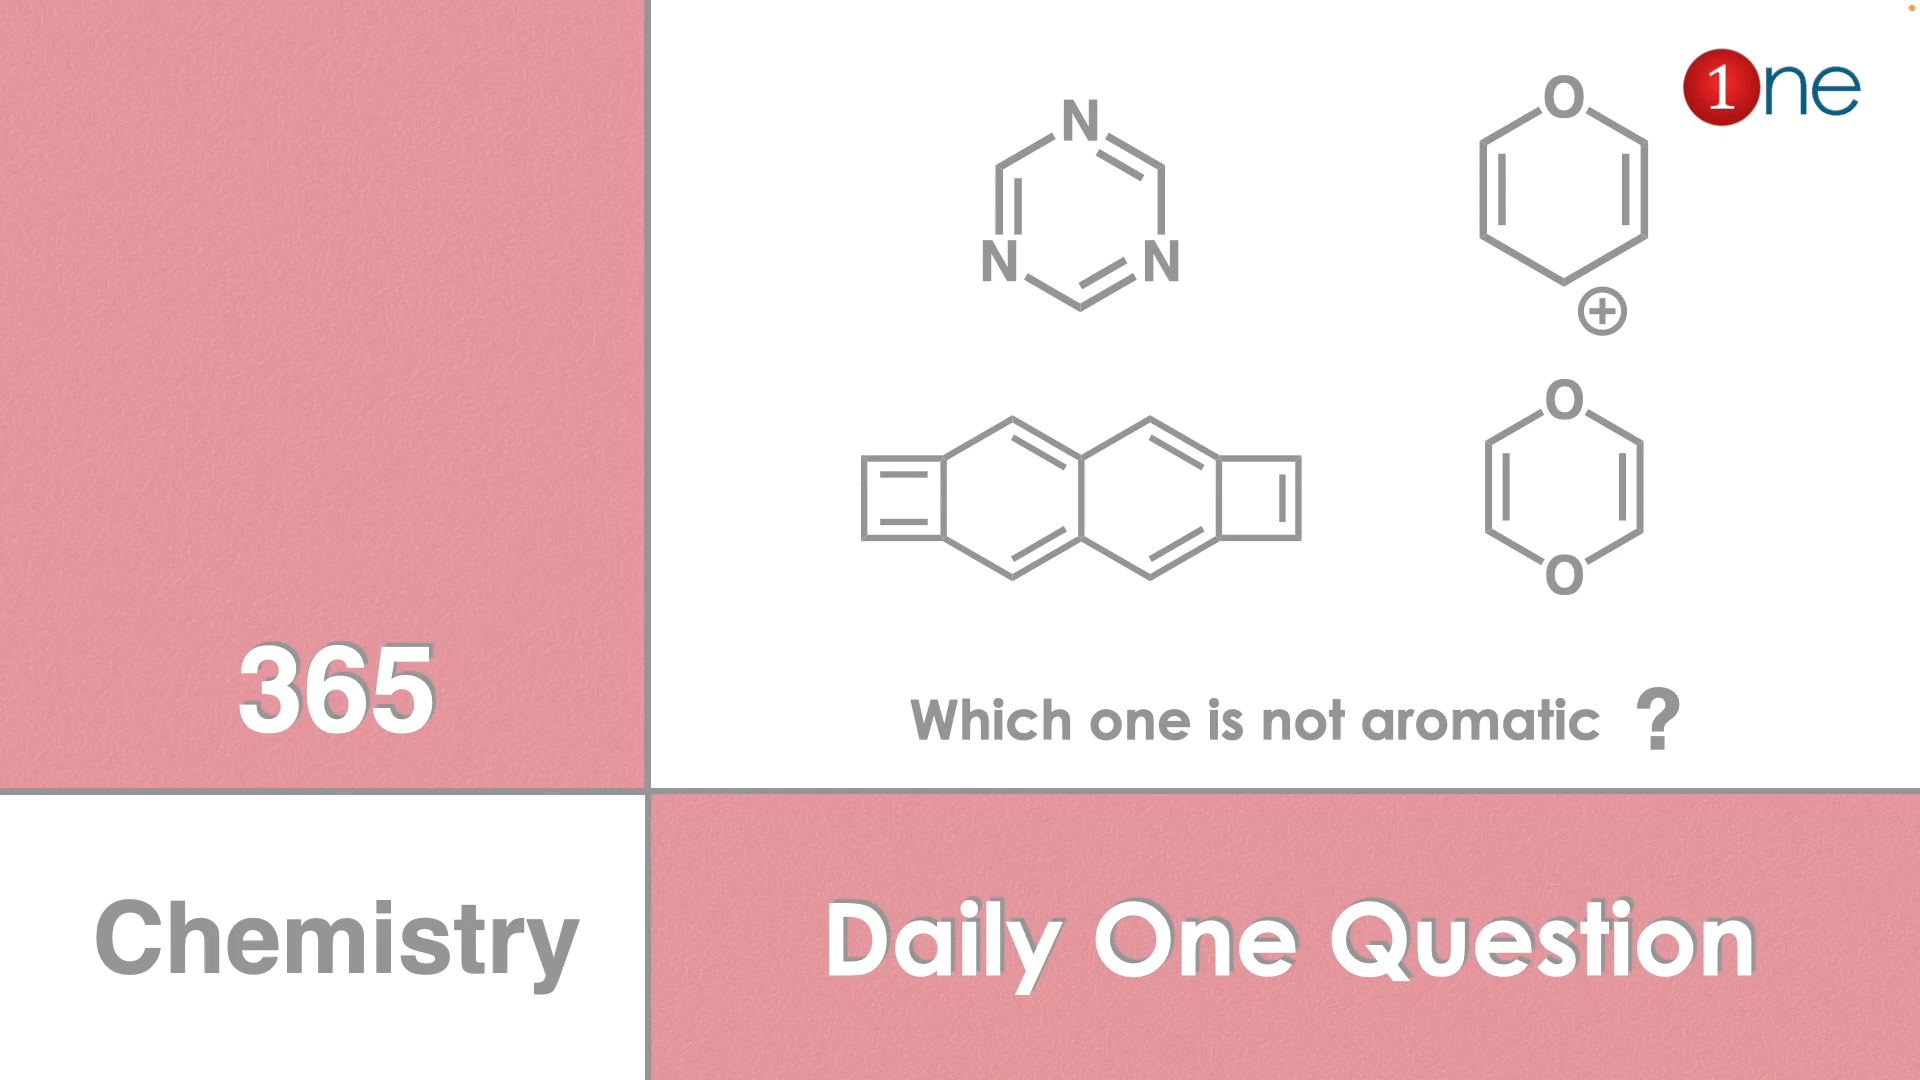 1ne
N
N
N
O
+
O
O
Which one is not aromatic ?
365
Chemistry
Daily One Question